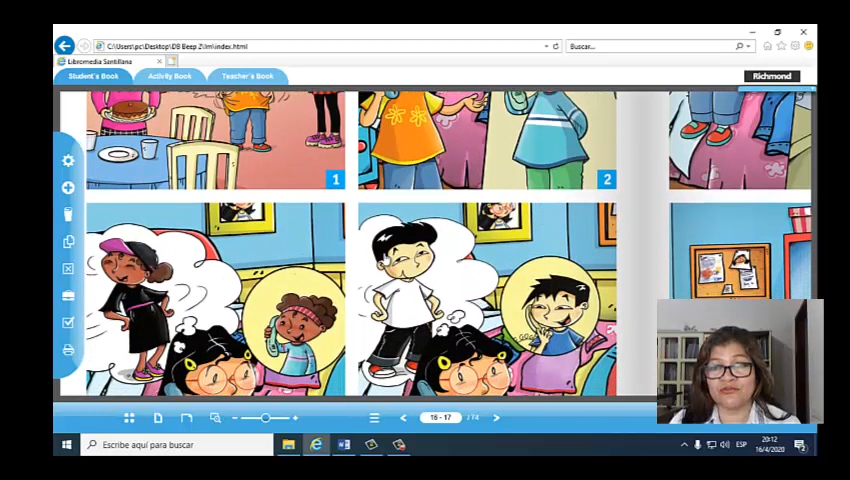 C:\Users\pc\Desktop\DB Beep 2\lm\index.html
Buscar...
Libromedia Santillana
Student's Book
Activity Book
Teacher's Book
Richmond
1
2
16 - 17
Escribe aquí para buscar
ESP
20:12
16/4/2020